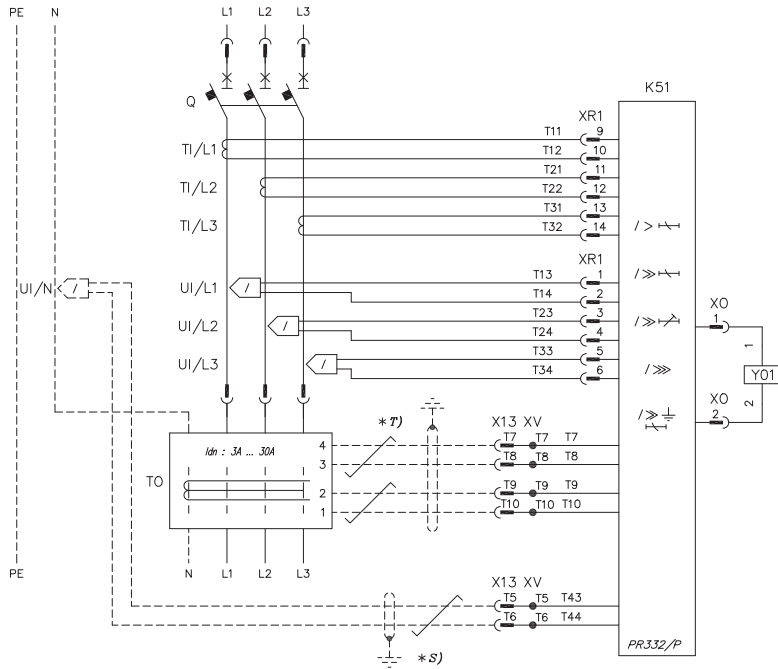 PE N L1 L2 L3
K51
Q
XR1
T11 9
TI/L1 T12 10
T21 11
TI/L2 T22 12
T31 13
TI/L3 T32 14
/ >
XR1
UI/N / UI/L1 / T13 1 / ≫
T14 2
XO
UI/L2 / T23 3 / ≫ 1
T24 4
1
UI/L3 / T33 5 / ⋙
T34 6
Y01
2
XO
2
/ ≫
*T) X13 XV
Idn : 3A ... 30A 4 T7 T7 T7
3 T8 T8 T8
TO
2 T9 T9 T9
1 T10 T10 T10
PE N L1 L2 L3
X13 XV
T5 T5 T43
T6 T6 T44
*S)
PR332/P